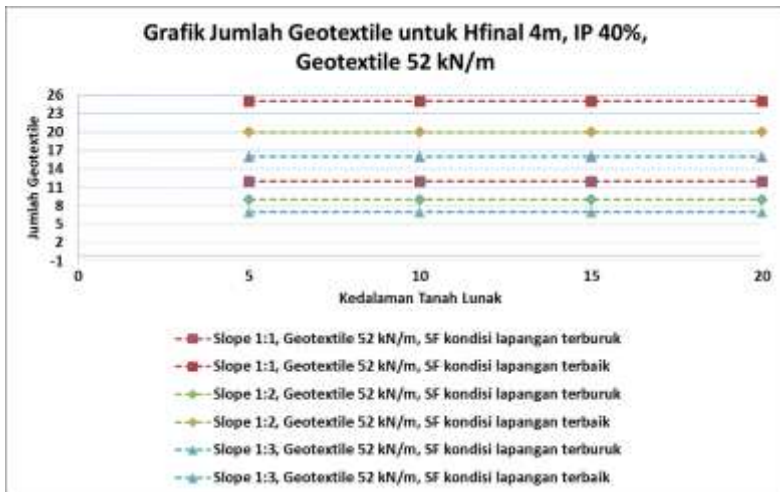 Grafik Jumlah Geotextile untuk Hfinal 4m, IP 40%,
Geotextile 52 kN/m
Jumlah Geotextile
26
23
20
17
14
11
8
5
2
-1
0 5 10 15 20
Kedalaman Tanah Lunak
Slope 1:1, Geotextile 52 kN/m, SF kondisi lapangan terburuk
Slope 1:1, Geotextile 52 kN/m, SF kondisi lapangan terbaik
Slope 1:2, Geotextile 52 kN/m, SF kondisi lapangan terburuk
Slope 1:2, Geotextile 52 kN/m, SF kondisi lapangan terbaik
Slope 1:3, Geotextile 52 kN/m, SF kondisi lapangan terburuk
Slope 1:3, Geotextile 52 kN/m, SF kondisi lapangan terbaik